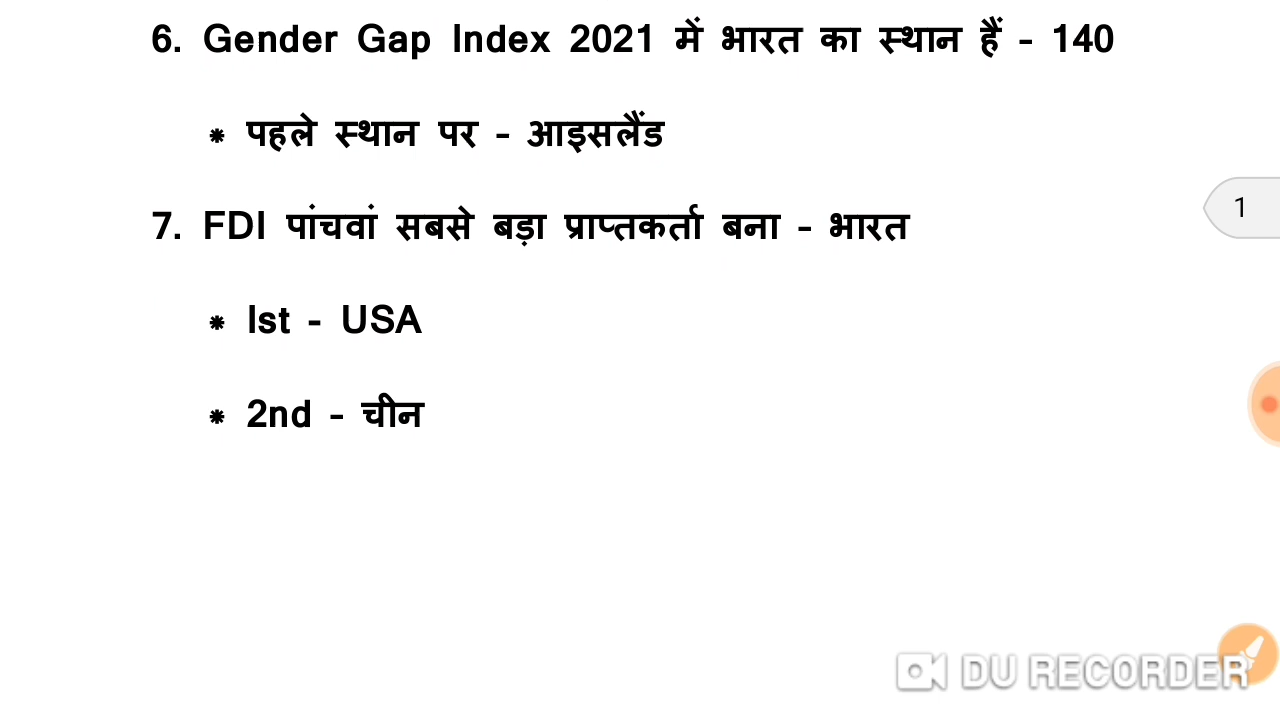 6. Gender Gap Index 2021 में भारत का स्थान हैं - 140
* पहले स्थान पर - आइसलैंड
1
7. FDI पांचवां सबसे बड़ा प्राप्तकर्ता बना - भारत
* Ist - USA
* 2nd - चीन
DU RECORDER